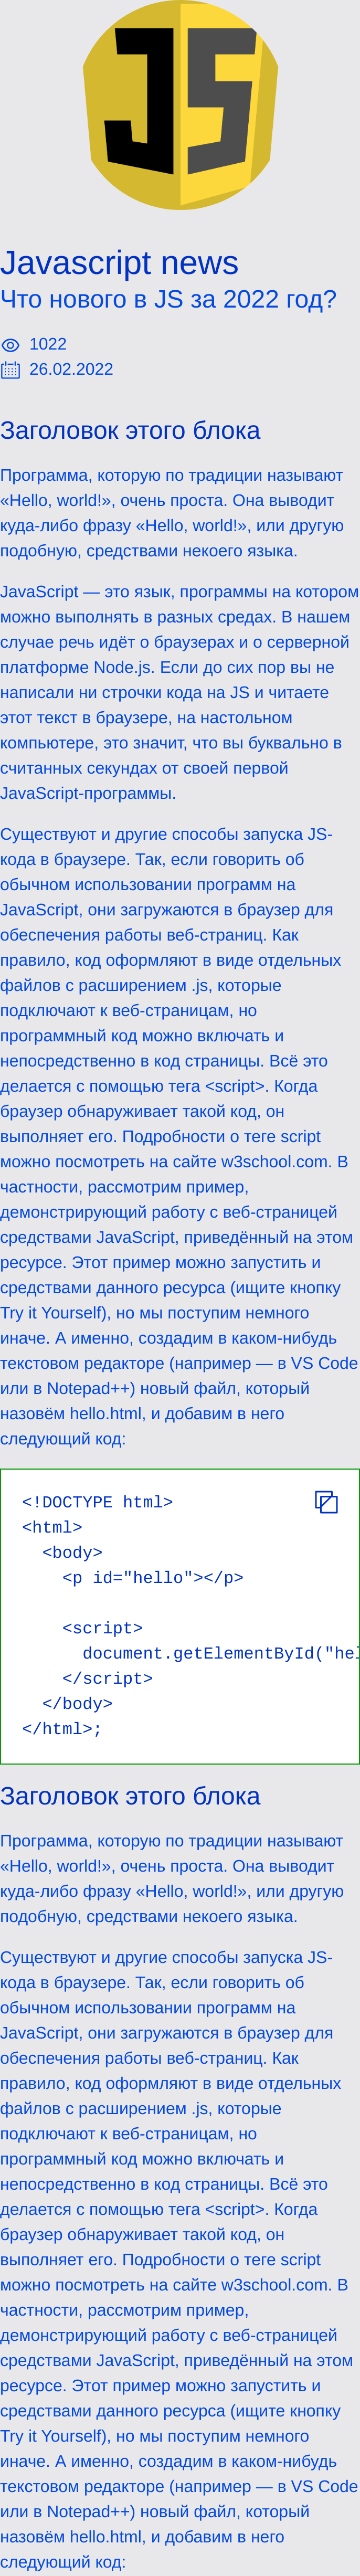 JS
Javascript news
Что нового в JS за 2022 год?
1022
26.02.2022
Заголовок этого блока
Программа, которую по традиции называют
«Hello, world!», очень проста. Она выводит
куда-либо фразу «Hello, world!», или другую
подобную, средствами некоего языка.
JavaScript — это язык, программы на котором
можно выполнять в разных средах. В нашем
случае речь идёт о браузерах и о серверной
платформе Node.js. Если до сих пор вы не
написали ни строчки кода на JS и читаете
этот текст в браузере, на настольном
компьютере, это значит, что вы буквально в
считанных секундах от своей первой
JavaScript-программы.
Существуют и другие способы запуска JS-
кода в браузере. Так, если говорить об
обычном использовании программ на
JavaScript, они загружаются в браузер для
обеспечения работы веб-страниц. Как
правило, код оформляют в виде отдельных
файлов с расширением .js, которые
подключают к веб-страницам, но
программный код можно включать и
непосредственно в код страницы. Всё это
делается с помощью тега <script>. Когда
браузер обнаруживает такой код, он
выполняет его. Подробности о теге script
можно посмотреть на сайте w3school.com. В
частности, рассмотрим пример,
демонстрирующий работу с веб-страницей
средствами JavaScript, приведённый на этом
ресурсе. Этот пример можно запустить и
средствами данного ресурса (ищите кнопку
Try it Yourself), но мы поступим немного
иначе. А именно, создадим в каком-нибудь
текстовом редакторе (например — в VS Code
или в Notepad++) новый файл, который
назовём hello.html, и добавим в него
следующий код:
<!DOCTYPE html>
<html>
<body>
<p id="hello"></p>
<script>
document.getElementById("hel
</script>
</body>
</html>;
Заголовок этого блока
Программа, которую по традиции называют
«Hello, world!», очень проста. Она выводит
куда-либо фразу «Hello, world!», или другую
подобную, средствами некоего языка.
Существуют и другие способы запуска JS-
кода в браузере. Так, если говорить об
обычном использовании программ на
JavaScript, они загружаются в браузер для
обеспечения работы веб-страниц. Как
правило, код оформляют в виде отдельных
файлов с расширением .js, которые
подключают к веб-страницам, но
программный код можно включать и
непосредственно в код страницы. Всё это
делается с помощью тега <script>. Когда
браузер обнаруживает такой код, он
выполняет его. Подробности о теге script
можно посмотреть на сайте w3school.com. В
частности, рассмотрим пример,
демонстрирующий работу с веб-страницей
средствами JavaScript, приведённый на этом
ресурсе. Этот пример можно запустить и
средствами данного ресурса (ищите кнопку
Try it Yourself), но мы поступим немного
иначе. А именно, создадим в каком-нибудь
текстовом редакторе (например — в VS Code
или в Notepad++) новый файл, который
назовём hello.html, и добавим в него
следующий код: